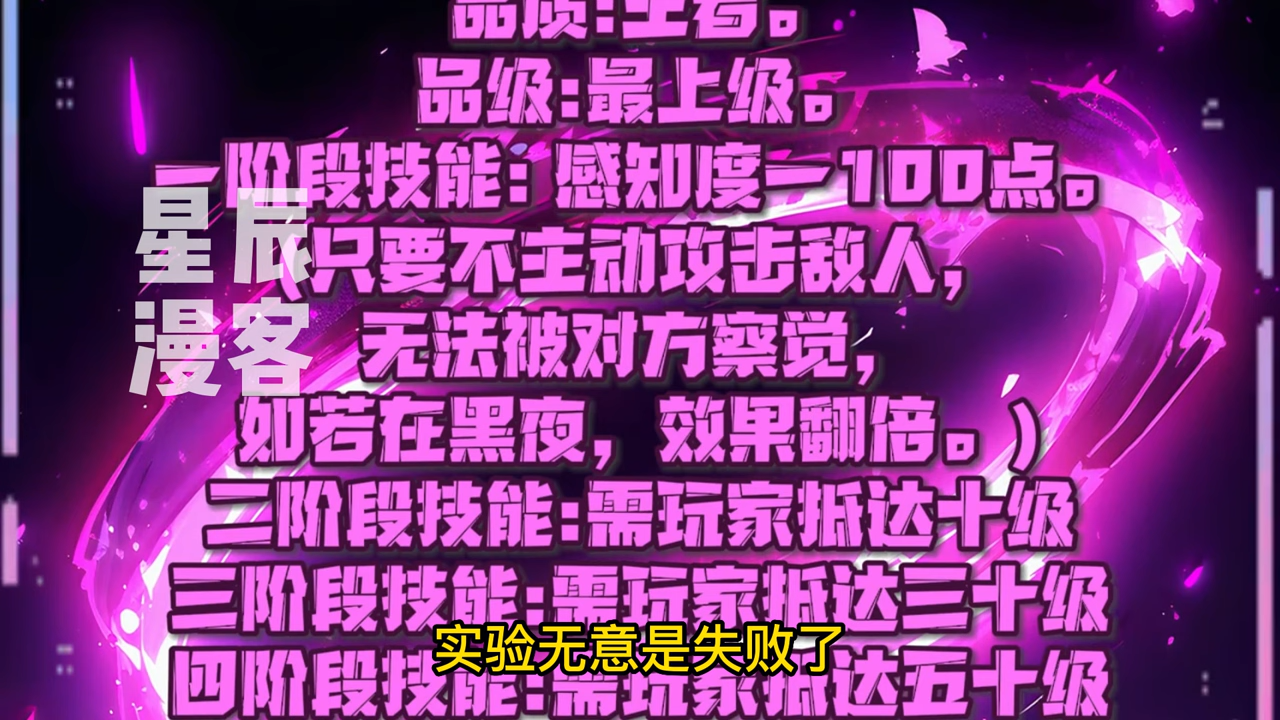 品质:王者。
品级:最上级。
一阶段技能:感知度一100点。
(只要不主动攻击敌人,
无法被对方察觉,
如若在黑夜,效果翻倍。)
二阶段技能:需玩家抵达十级
三阶段技能:需玩家抵达三十级
四阶段技能:需玩家抵达五十级
星辰
漫客
实验无意是失败了